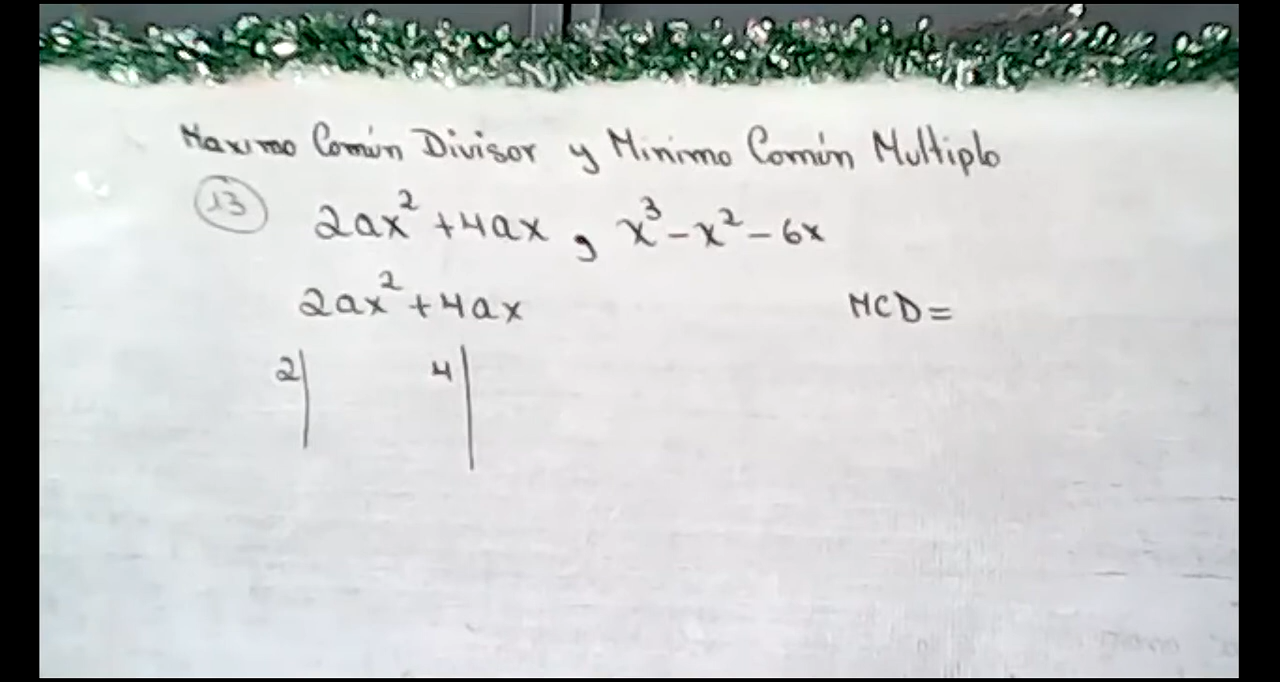 Maximo Común Divisor y Minimo Común Multiplo
13 2ax² + 4ax , x³ - x² - 6x
2ax² + 4ax MCD =
2| 4|